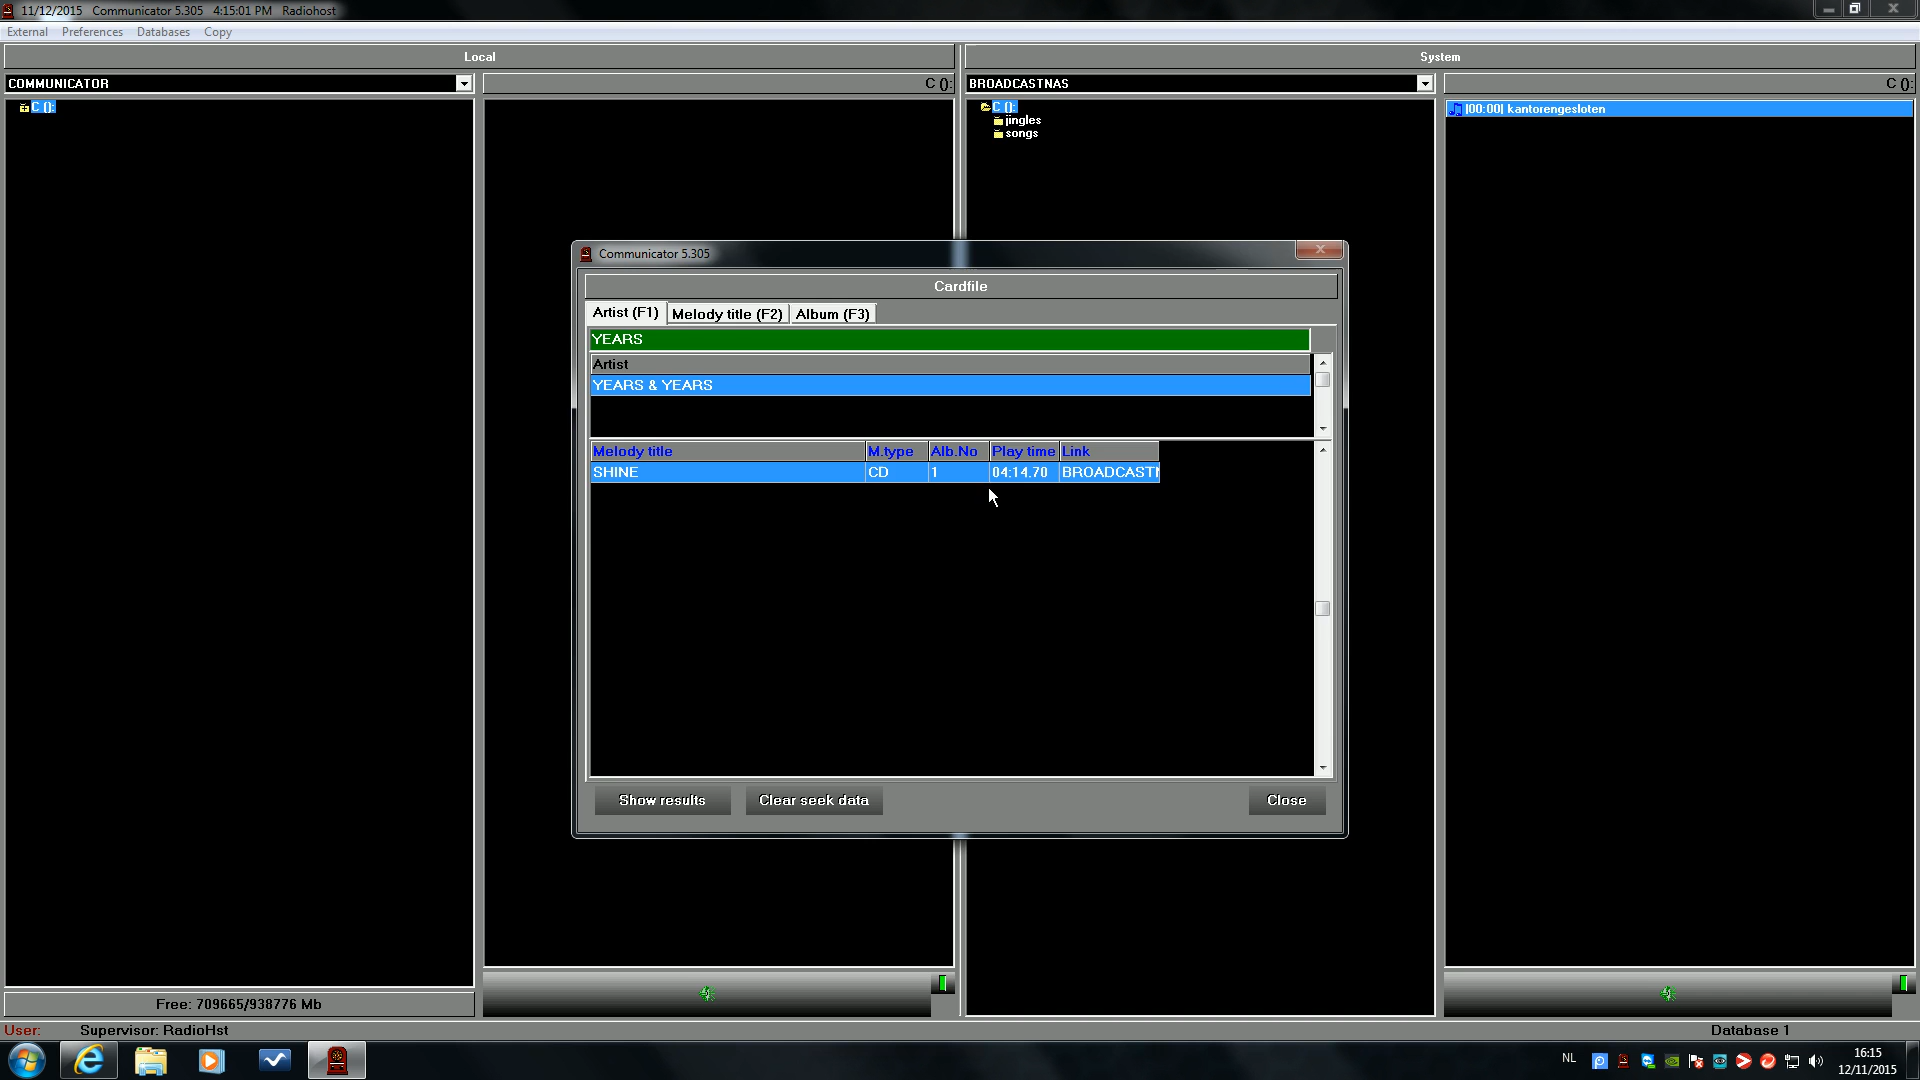 11/12/2015 Communicator 5.305 4:15:01 PM Radiohost
External Preferences Databases Copy
Local
System
COMMUNICATOR
C ():
BROADCASTNAS
C ():
C ():
C ():
jingles
songs
[00:00] kantorengesloten
Communicator 5.305
Cardfile
Artist (F1) Melody title (F2) Album (F3)
YEARS
Artist
YEARS & YEARS
Melody title M.type Alb.No Play time Link
SHINE CD 1 04:14.70 BROADCASTN
Show results Clear seek data Close
Free: 709665/938776 Mb
User: Supervisor: RadioHst
Database 1
NL
16:15
12/11/2015